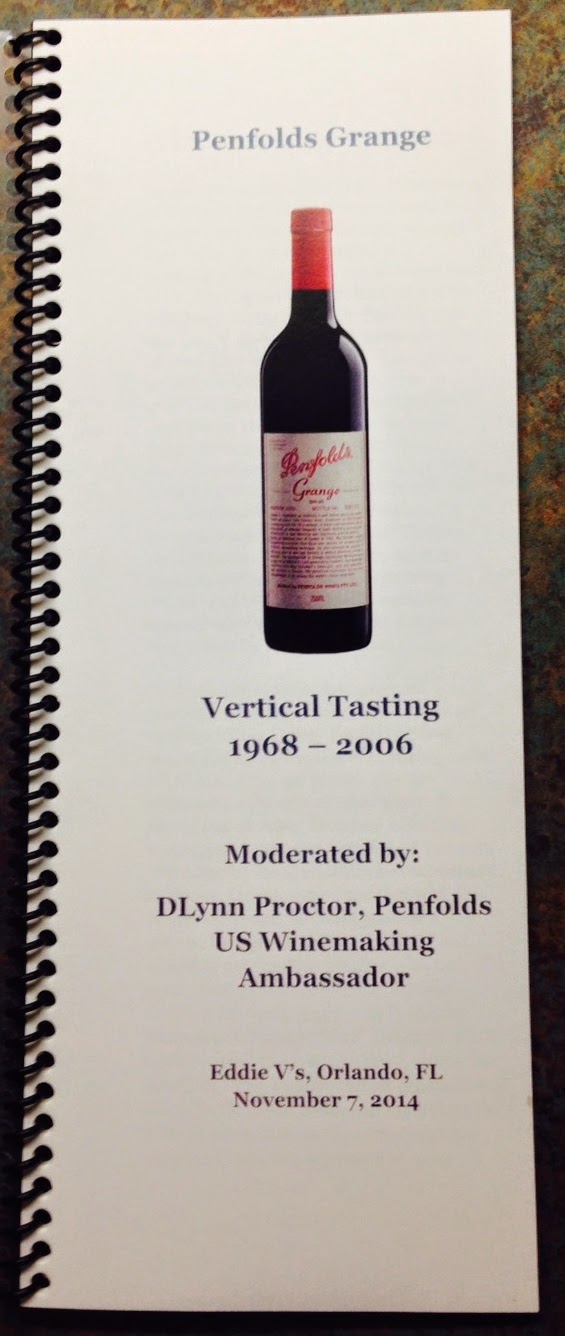 Penfolds Grange
Penfolds
Grange
Vertical Tasting
1968 – 2006
Moderated by:
DLynn Proctor, Penfolds
US Winemaking
Ambassador
Eddie V's, Orlando, FL
November 7, 2014